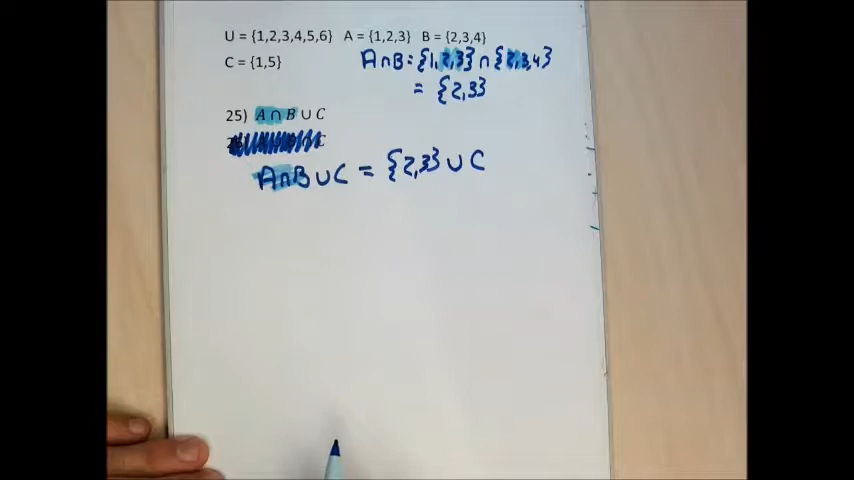 U = {1,2,3,4,5,6} A = {1,2,3} B = {2,3,4}
C = {1,5} A∩B = {1,2,3} ∩ {2,3,4}
= {2,3}
25) A ∩ B ∪ C
A∩B∪C = {2,3} ∪ C